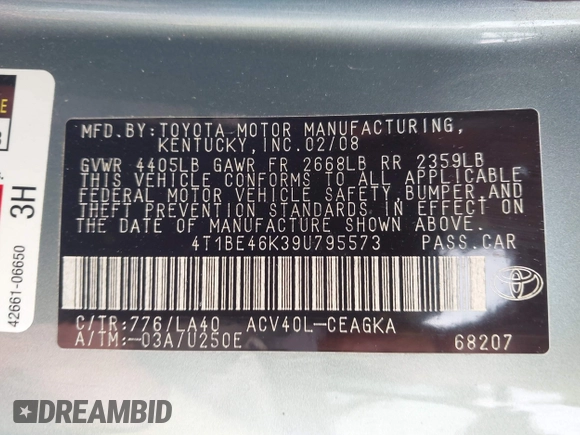 MFD.BY:TOYOTA MOTOR MANUFACTURING,
KENTUCKY,INC.02/08
GVWR 4405LB GAWR FR 2668LB RR 2359LB
THIS VEHICLE CONFORMS TO ALL APPLICABLE
FEDERAL MOTOR VEHICLE SAFETY, BUMPER,AND
THEFT PREVENTION STANDARDS IN EFFECT ON
THE DATE OF MANUFACTURE SHOWN ABOVE.
4T1BE46K39U795573 PASS.CAR
C/TR:776/LA40 ACV40L-CEAGKA
A/TM:-03A/U250E 68207
42661-06650
3H
DREAMBID